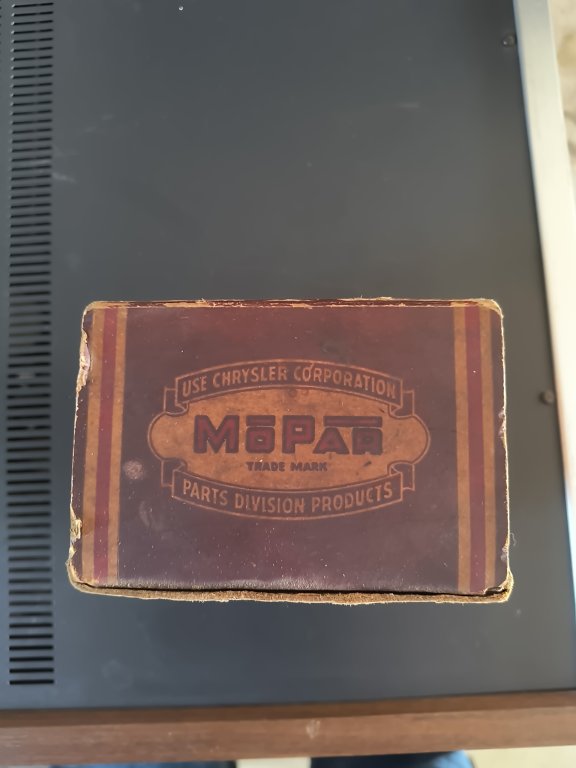 USE CHRYSLER CORPORATION
MOPAR
TRADE MARK
PARTS DIVISION PRODUCTS